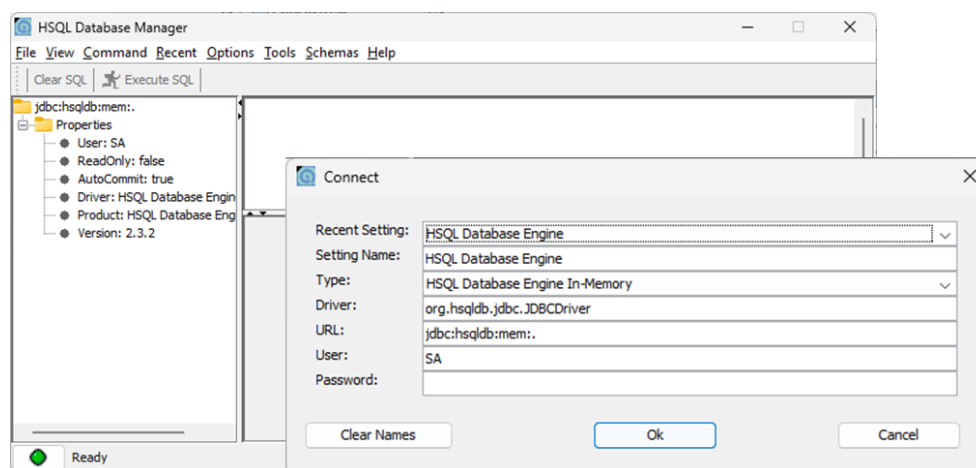 HSQL Database Manager
File View Command Recent Options Tools Schemas Help
Clear SQL Execute SQL
jdbc:hsqldb:mem:.
Properties
User: SA
ReadOnly: false
AutoCommit: true
Driver: HSQL Database Engin
Product: HSQL Database Eng
Version: 2.3.2
Ready
Connect
Recent Setting: HSQL Database Engine
Setting Name: HSQL Database Engine
Type: HSQL Database Engine In-Memory
Driver: org.hsqldb.jdbc.JDBCDriver
URL: jdbc:hsqldb:mem:.
User: SA
Password:
Clear Names Ok Cancel